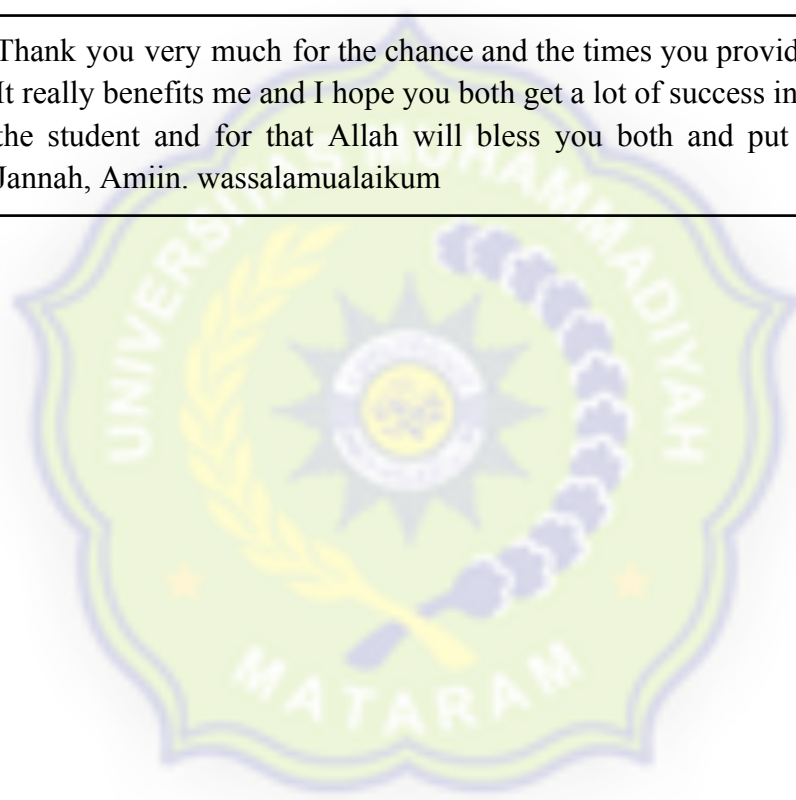 Thank you very much for the chance and the times you provid
It really benefits me and I hope you both get a lot of success in
the student and for that Allah will bless you both and put
Jannah, Amiin. wassalamualaikum
UNIVERSITAS MUHAMMADIYAH
MATARAM